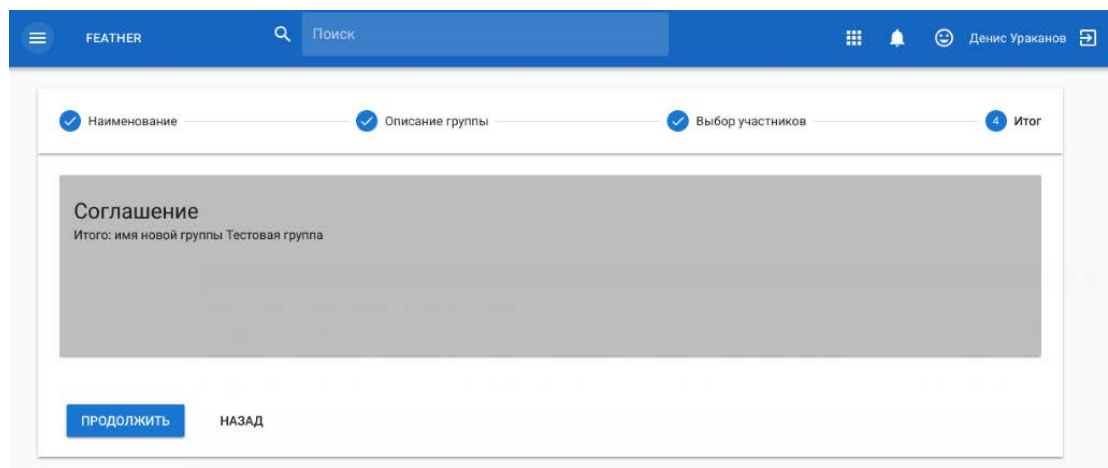 FEATHER Поиск Денис Ураканов
Наименование Описание группы Выбор участников 4 Итог
Соглашение
Итого: имя новой группы Тестовая группа
ПРОДОЛЖИТЬ НАЗАД